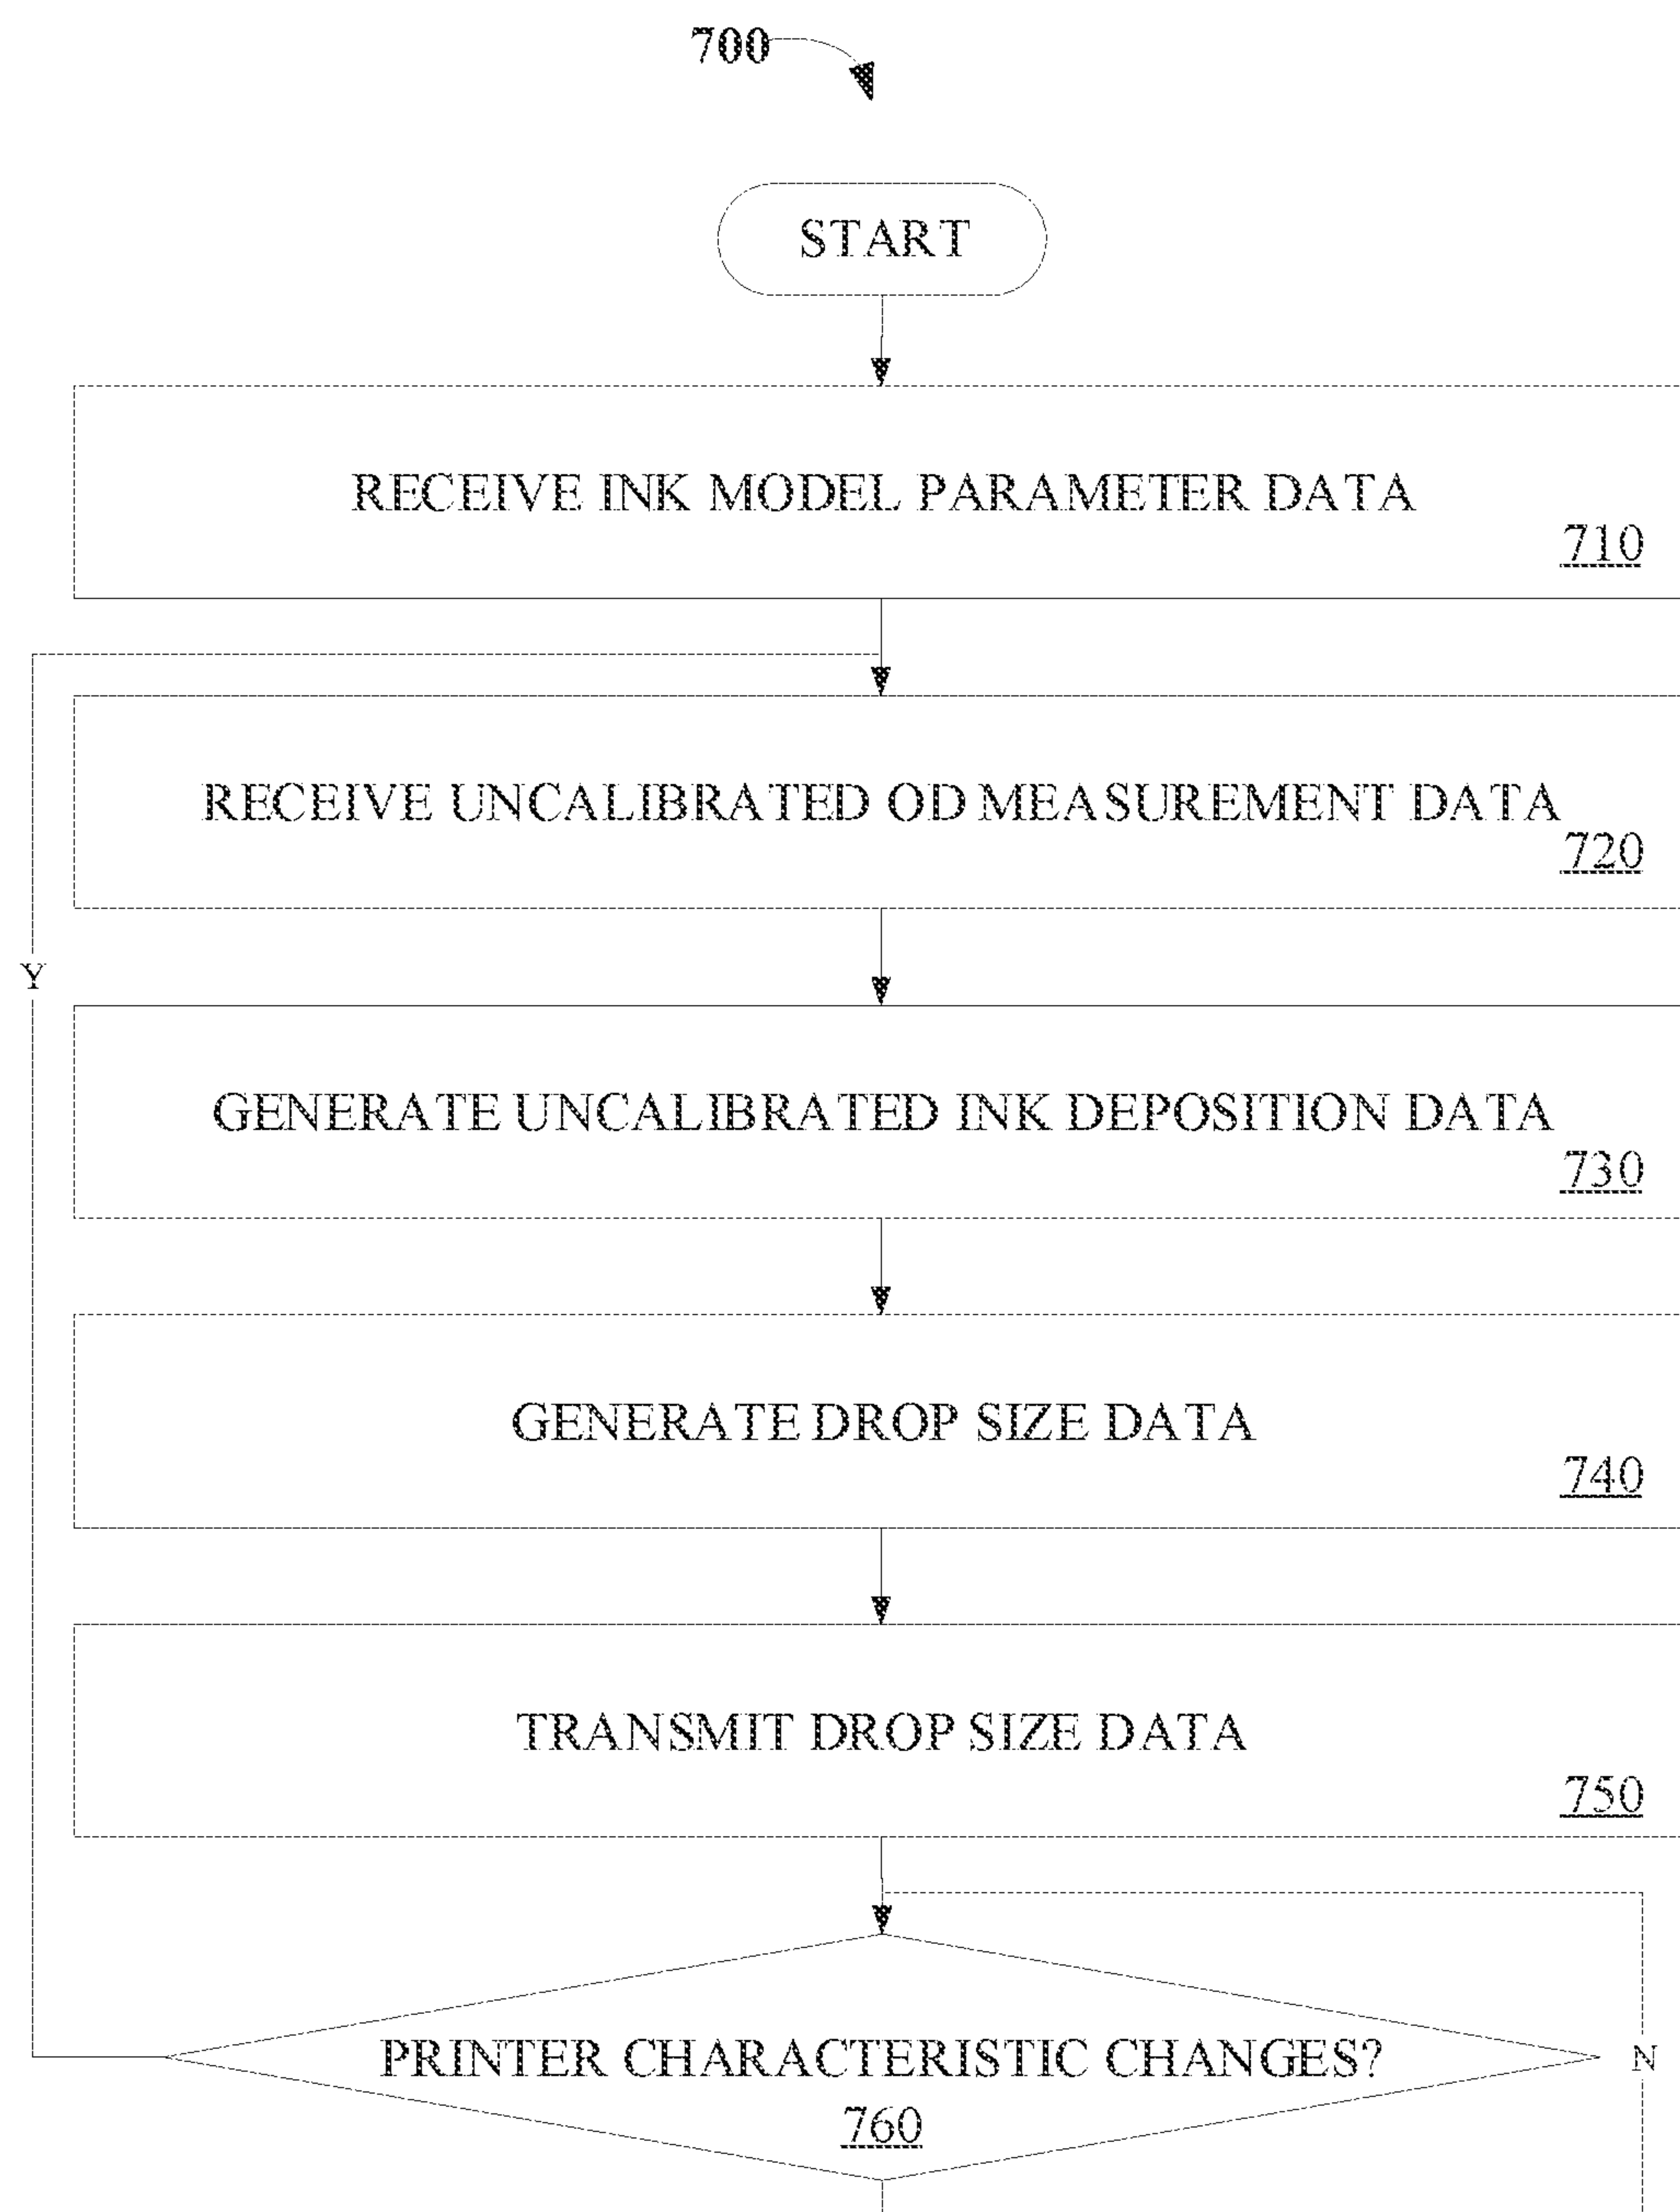 700
START
RECEIVE INK MODEL PARAMETER DATA
710
RECEIVE UNCALIBRATED OD MEASUREMENT DATA
720
Y
GENERATE UNCALIBRATED INK DEPOSITION DATA
730
GENERATE DROP SIZE DATA
740
TRANSMIT DROP SIZE DATA
750
PRINTER CHARACTERISTIC CHANGES?
N
760